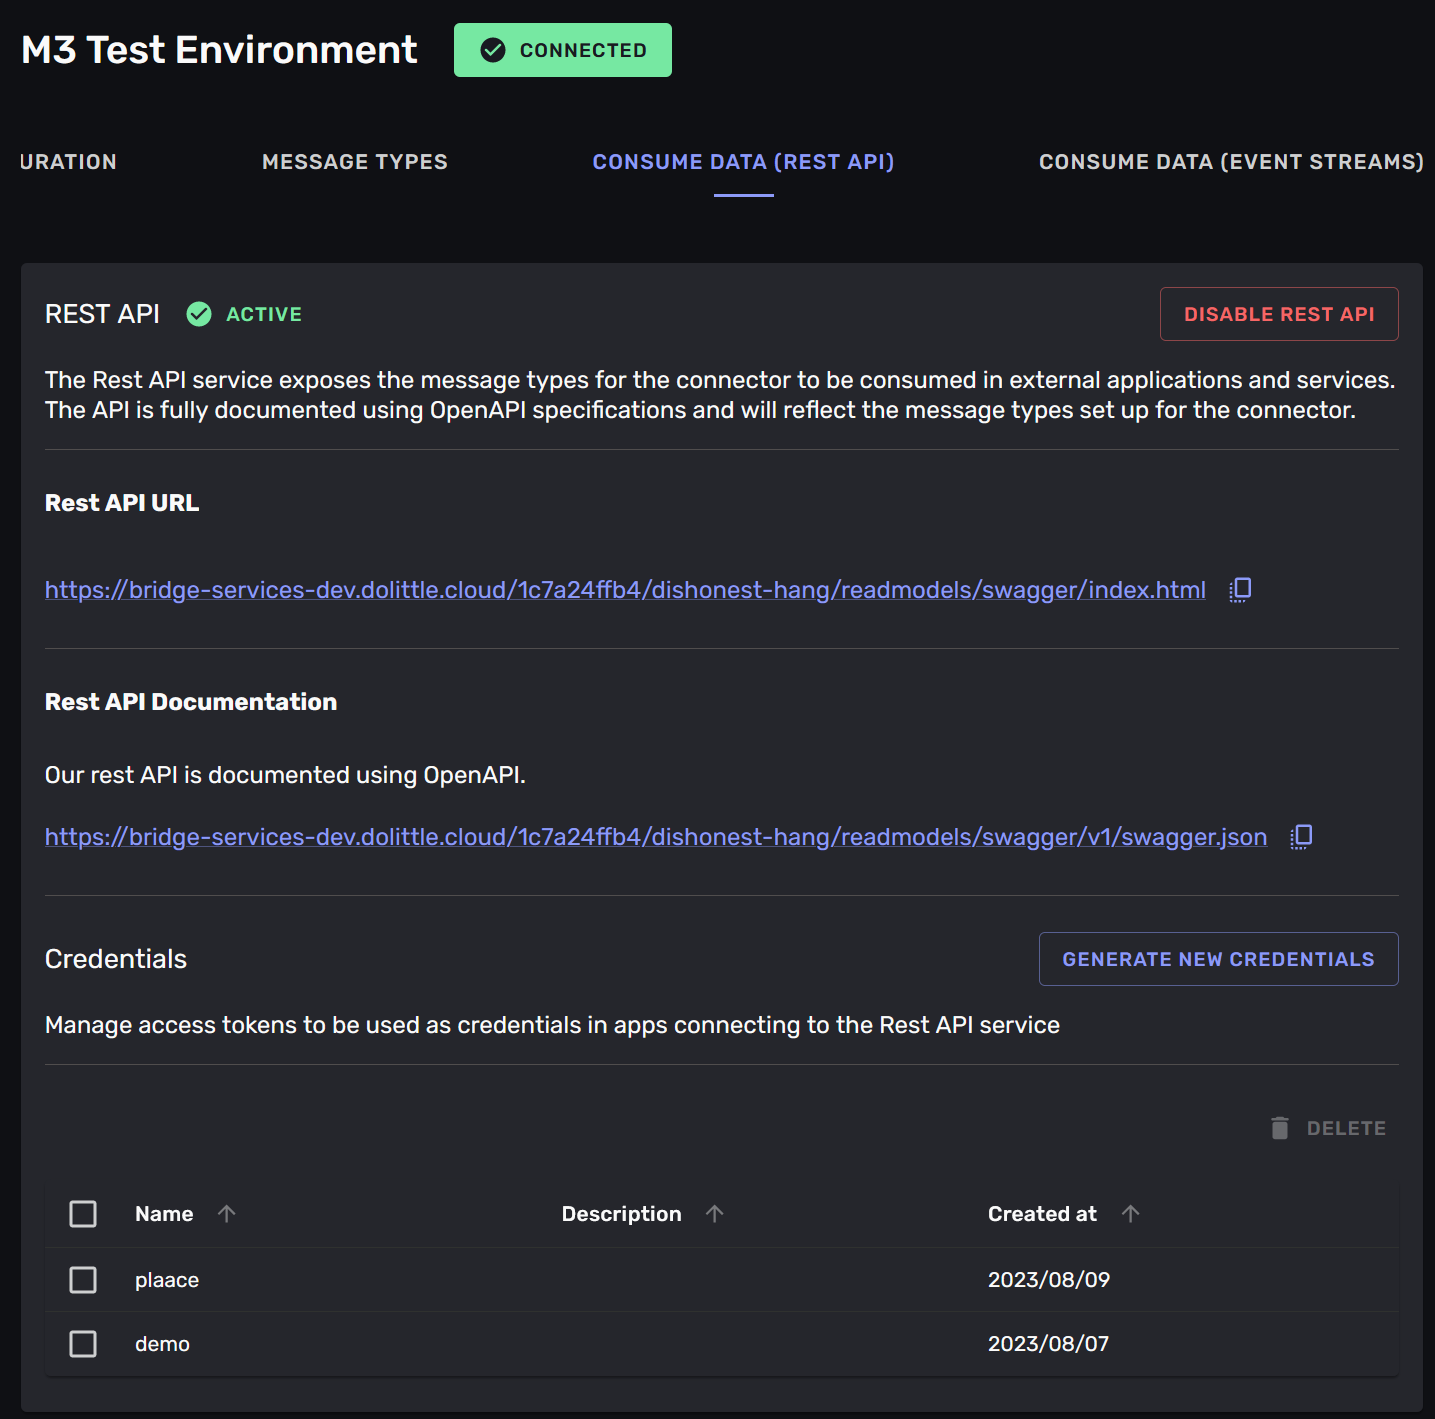 M3 Test Environment
CONNECTED
URATION
MESSAGE TYPES
CONSUME DATA (REST API)
CONSUME DATA (EVENT STREAMS)
REST API
ACTIVE
DISABLE REST API
The Rest API service exposes the message types for the connector to be consumed in external applications and services.
The API is fully documented using OpenAPI specifications and will reflect the message types set up for the connector.
Rest API URL
https://bridge-services-dev.dolittle.cloud/1c7a24ffb4/dishonest-hang/readmodels/swagger/index.html
Rest API Documentation
Our rest API is documented using OpenAPI.
https://bridge-services-dev.dolittle.cloud/1c7a24ffb4/dishonest-hang/readmodels/swagger/v1/swagger.json
Credentials
GENERATE NEW CREDENTIALS
Manage access tokens to be used as credentials in apps connecting to the Rest API service
DELETE
Name Description Created at
plaace 2023/08/09
demo 2023/08/07